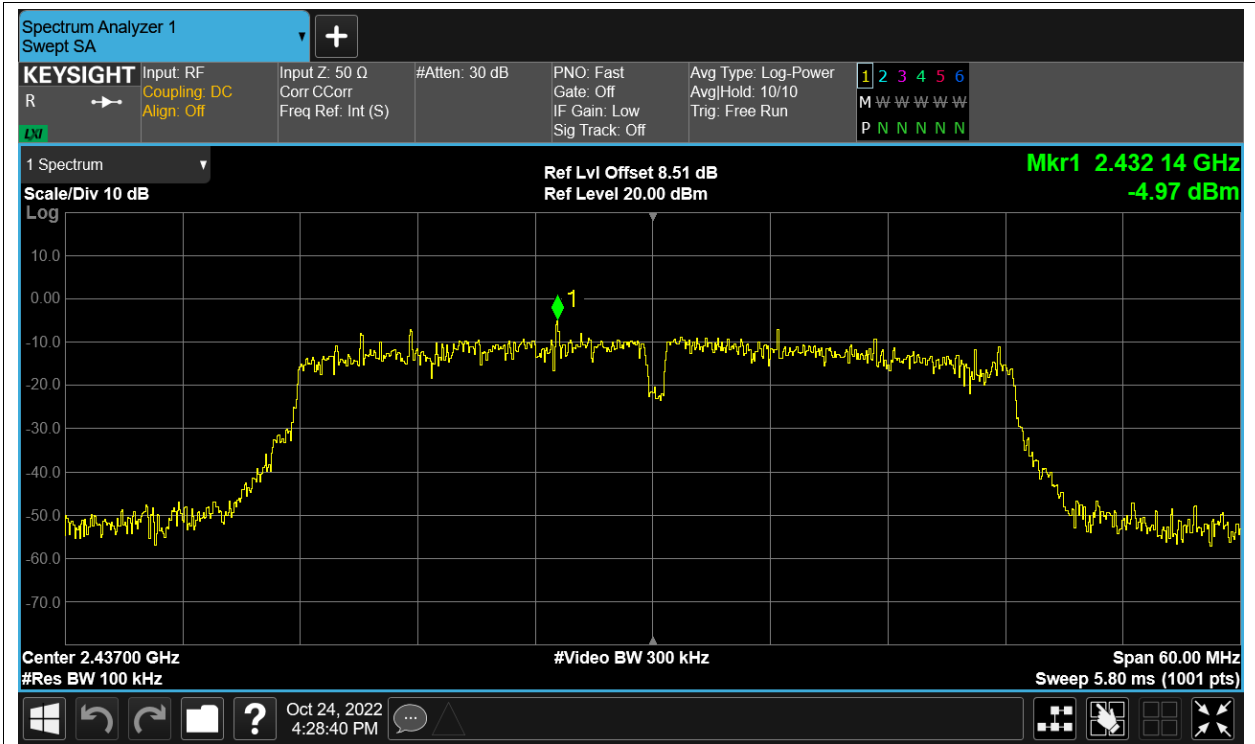 Spectrum Analyzer 1
Swept SA
KEYSIGHT
R
LXI
Input: RF
Coupling: DC
Align: Off
Input Z: 50 Ω
Corr CCorr
Freq Ref: Int (S)
#Atten: 30 dB
PNO: Fast
Gate: Off
IF Gain: Low
Sig Track: Off
Avg Type: Log-Power
Avg|Hold: 10/10
Trig: Free Run
1 2 3 4 5 6
M W W W W W W
P N N N N N N
1 Spectrum
Scale/Div 10 dB
Log
Ref Lvl Offset 8.51 dB
Ref Level 20.00 dBm
Mkr1 2.432 14 GHz
-4.97 dBm
10.0
0.00
-10.0
-20.0
-30.0
-40.0
-50.0
-60.0
-70.0
1
Center 2.43700 GHz
#Res BW 100 kHz
#Video BW 300 kHz
Span 60.00 MHz
Sweep 5.80 ms (1001 pts)
?
Oct 24, 2022
4:28:40 PM